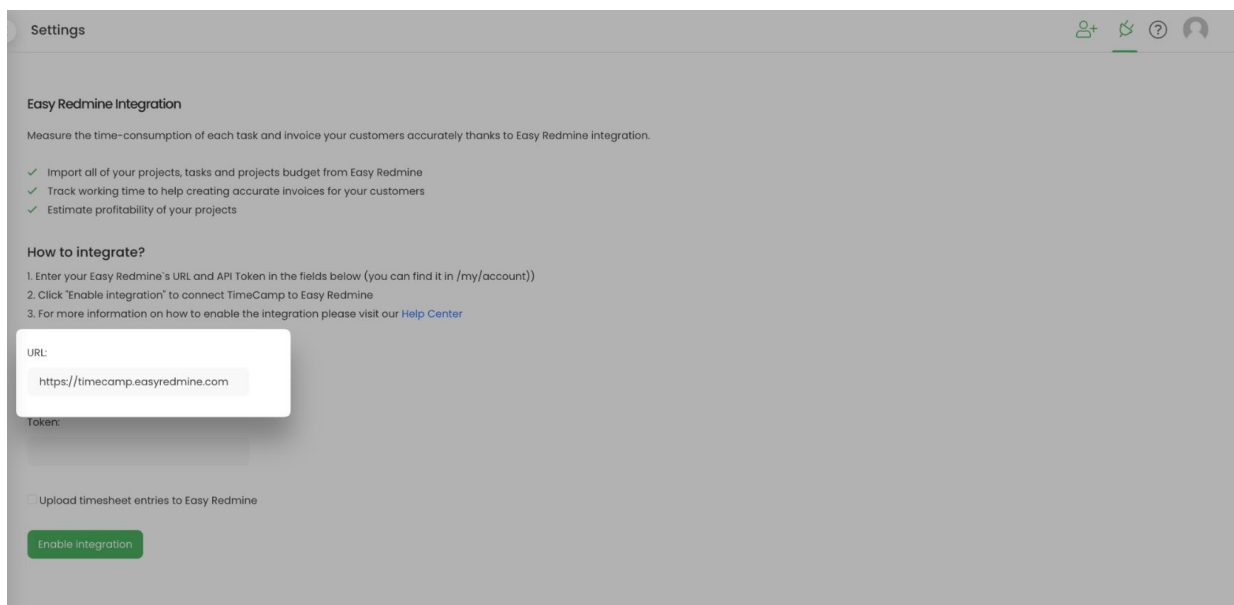 Settings
Easy Redmine Integration
Measure the time-consumption of each task and invoice your customers accurately thanks to Easy Redmine integration.
✓ Import all of your projects, tasks and projects budget from Easy Redmine
✓ Track working time to help creating accurate invoices for your customers
✓ Estimate profitability of your projects
How to integrate?
1. Enter your Easy Redmine`s URL and API Token in the fields below (you can find it in /my/account))
2. Click "Enable integration" to connect TimeCamp to Easy Redmine
3. For more information on how to enable the integration please visit our Help Center
URL:
https://timecamp.easyredmine.com
Token:
Upload timesheet entries to Easy Redmine
Enable integration